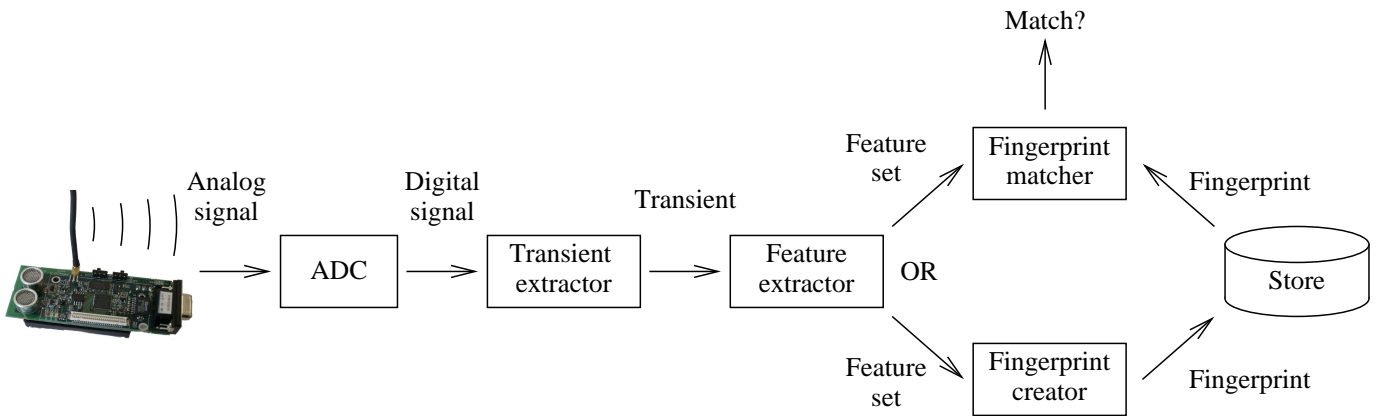 Match?
Feature
set
Fingerprint
matcher
Fingerprint
Analog
signal
Digital
signal
Transient
ADC
Transient
extractor
Feature
extractor
OR
Store
Feature
set
Fingerprint
creator
Fingerprint